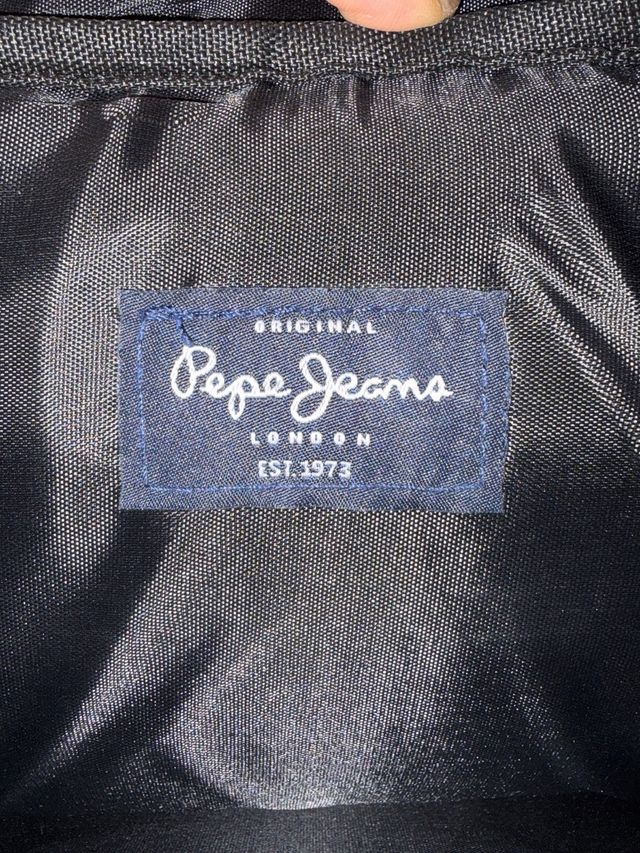 ORIGINAL
Pepe Jeans
LONDON
EST. 1973